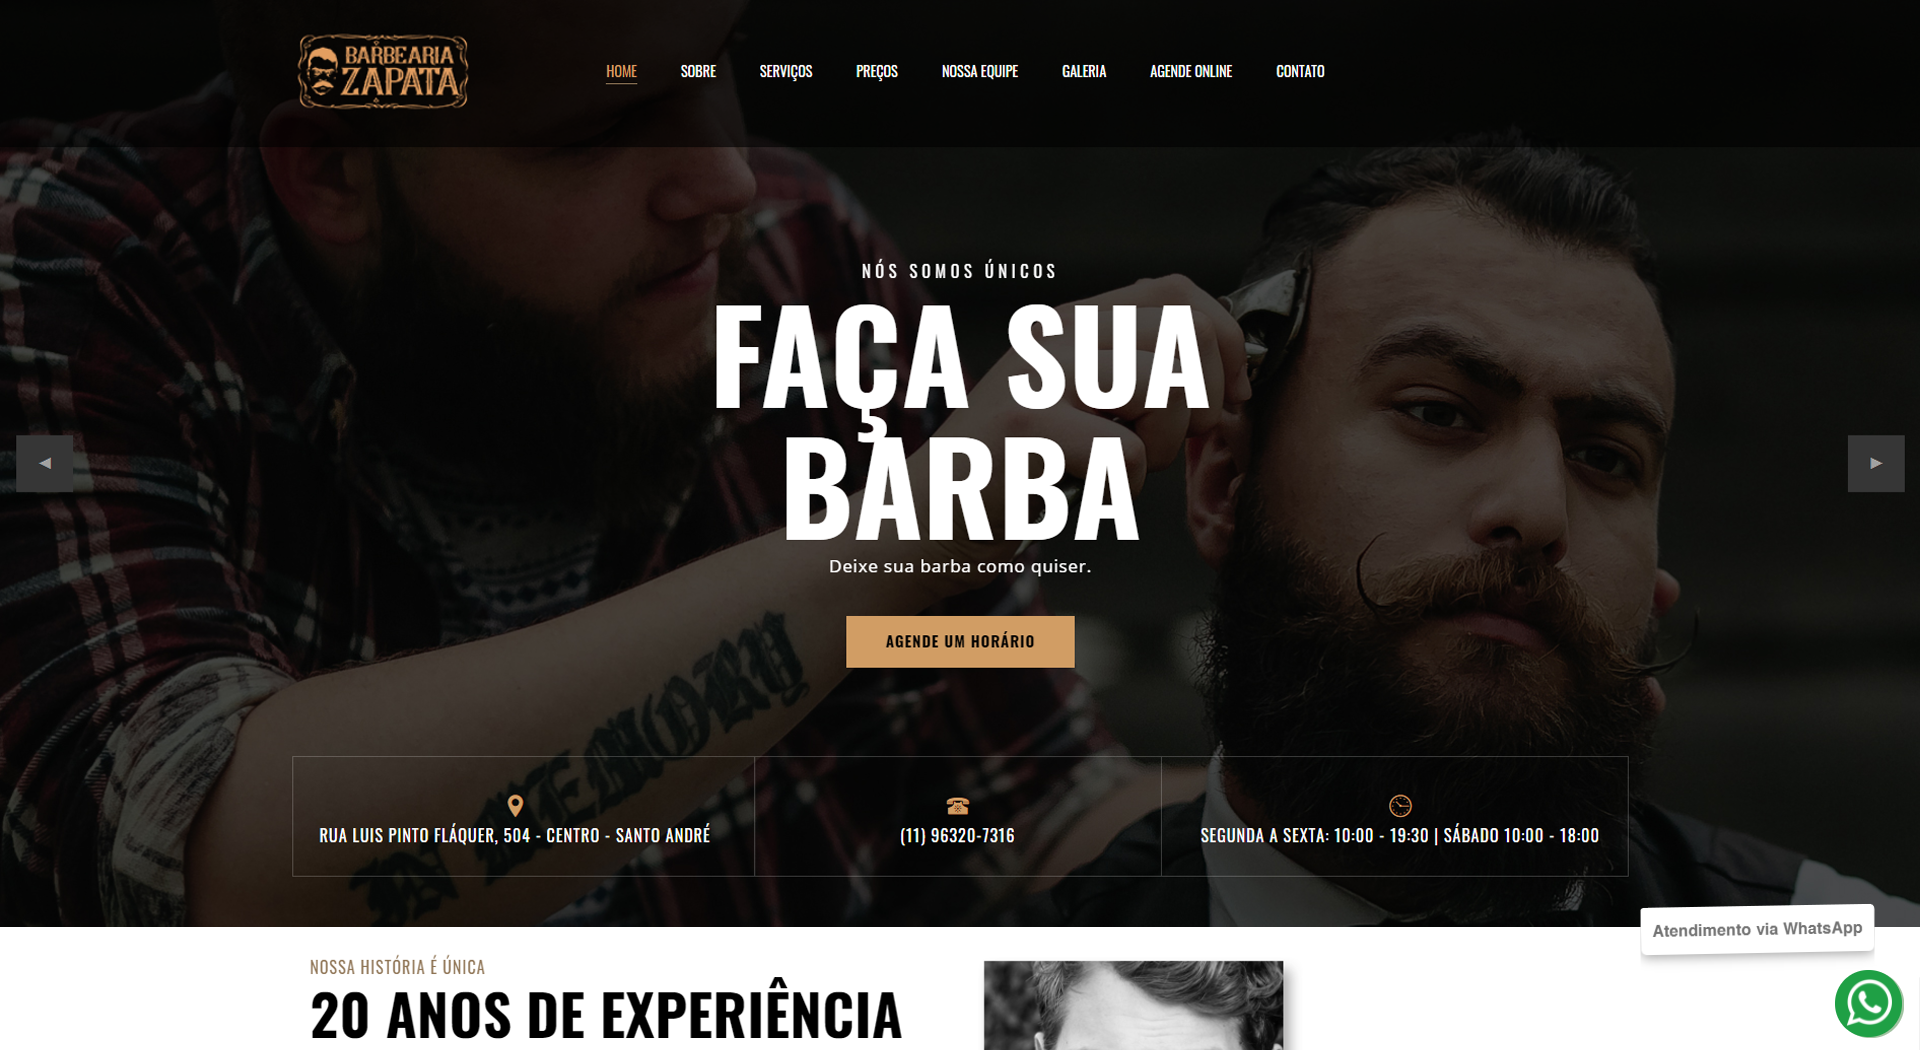 BARBEARIA
ZAPATA
HOME
SOBRE
SERVIÇOS
PREÇOS
NOSSA EQUIPE
GALERIA
AGENDE ONLINE
CONTATO
NÓS SOMOS ÚNICOS
FAÇA SUA
BARBA
Deixe sua barba como quiser.
AGENDE UM HORÁRIO
IN MEMORY
RUA LUIS PINTO FLÁQUER, 504 - CENTRO - SANTO ANDRÉ
(11) 96320-7316
SEGUNDA A SEXTA: 10:00 - 19:30 | SÁBADO 10:00 - 18:00
Atendimento via WhatsApp
NOSSA HISTÓRIA É ÚNICA
20 ANOS DE EXPERIÊNCIA